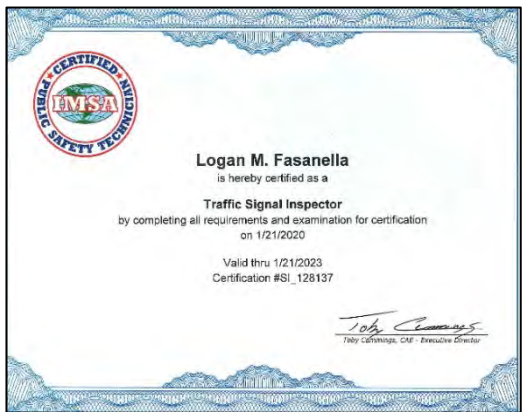 CERTIFIED
PUBLIC SAFETY TECHNICIAN
IMSA
Logan M. Fasanella
is hereby certified as a
Traffic Signal Inspector
by completing all requirements and examination for certification
on 1/21/2020
Valid thru 1/21/2023
Certification #SI_128137
Toby Cummings
Toby Cummings, CAE - Executive Director